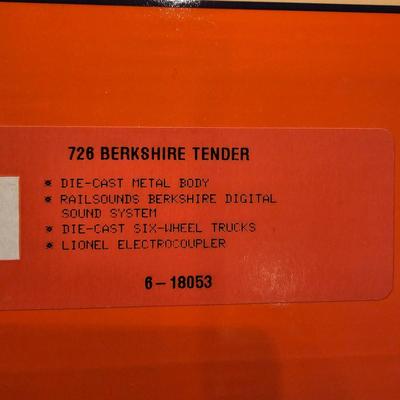 726 BERKSHIRE TENDER
* DIE-CAST METAL BODY
* RAILSOUNDS BERKSHIRE DIGITAL
SOUND SYSTEM
* DIE-CAST SIX-WHEEL TRUCKS
* LIONEL ELECTROCOUPLER
6-18053